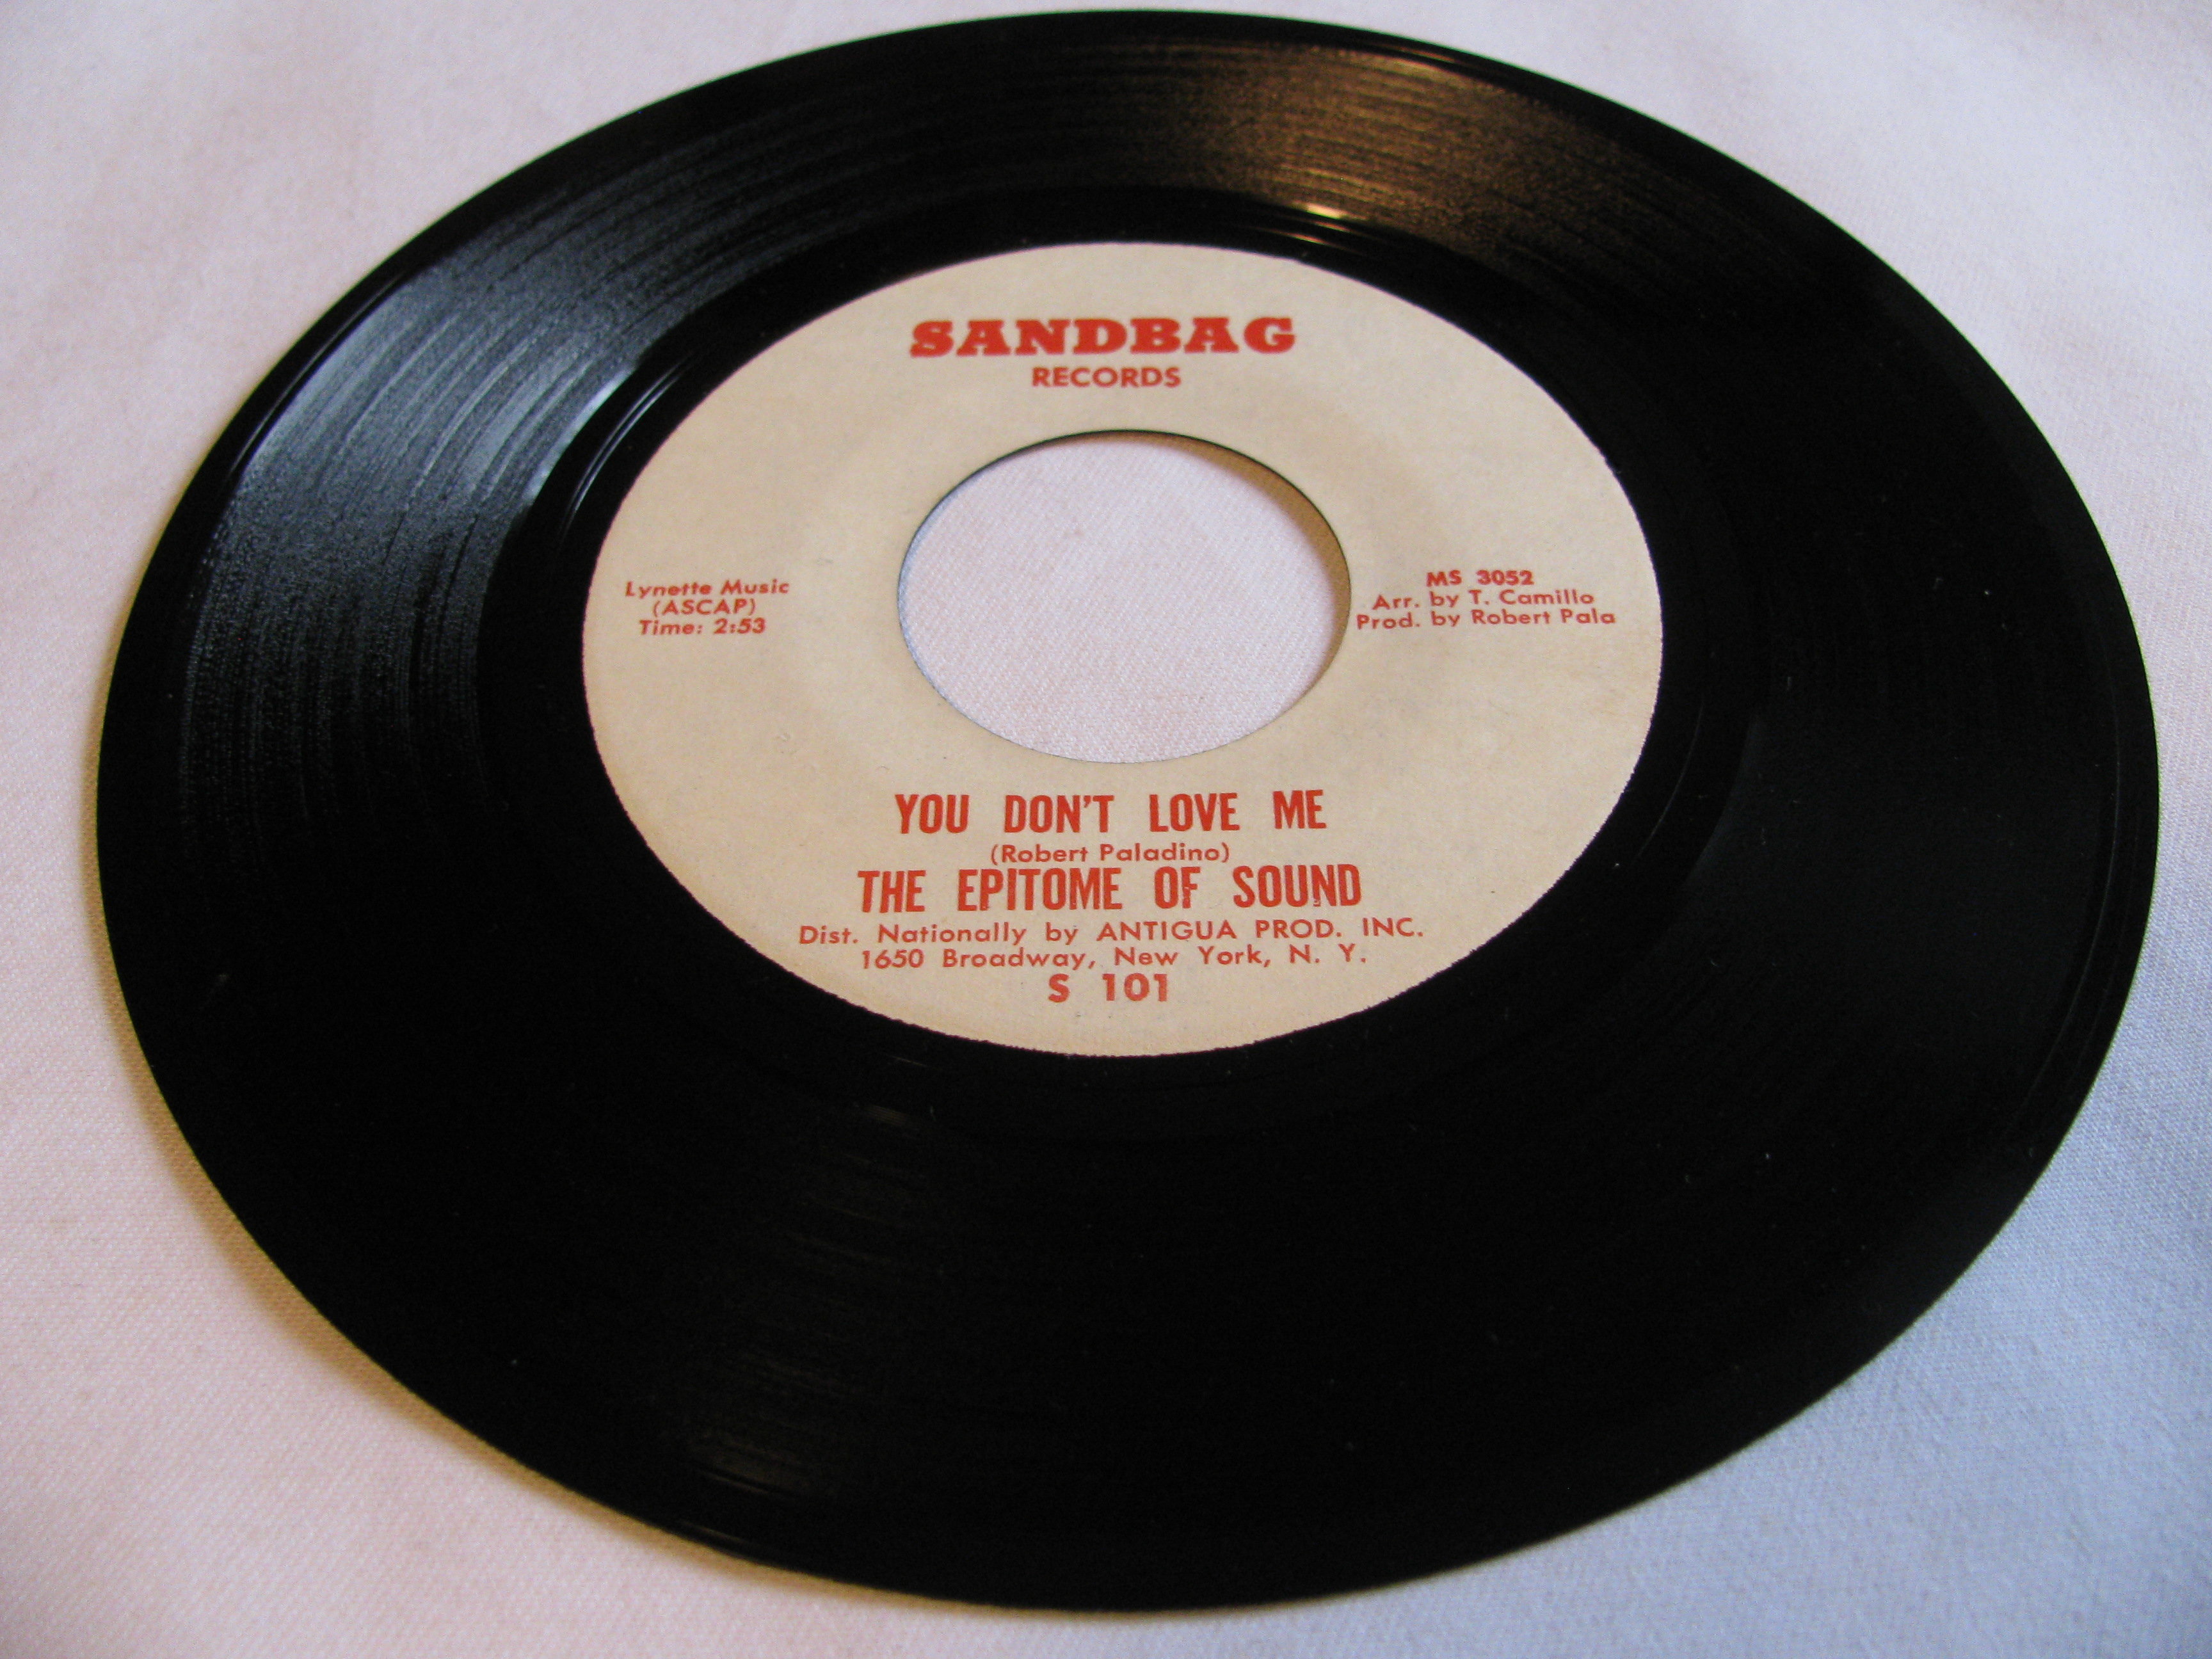 SANDBAG
RECORDS
Lynette Music
(ASCAP)
Time: 2:53
MS 3052
Arr. by T. Camillo
Prod. by Robert Pala
YOU DON'T LOVE ME
(Robert Paladino)
THE EPITOME OF SOUND
Dist. Nationally by ANTIGUA PROD. INC.
1650 Broadway, New York, N. Y.
S 101